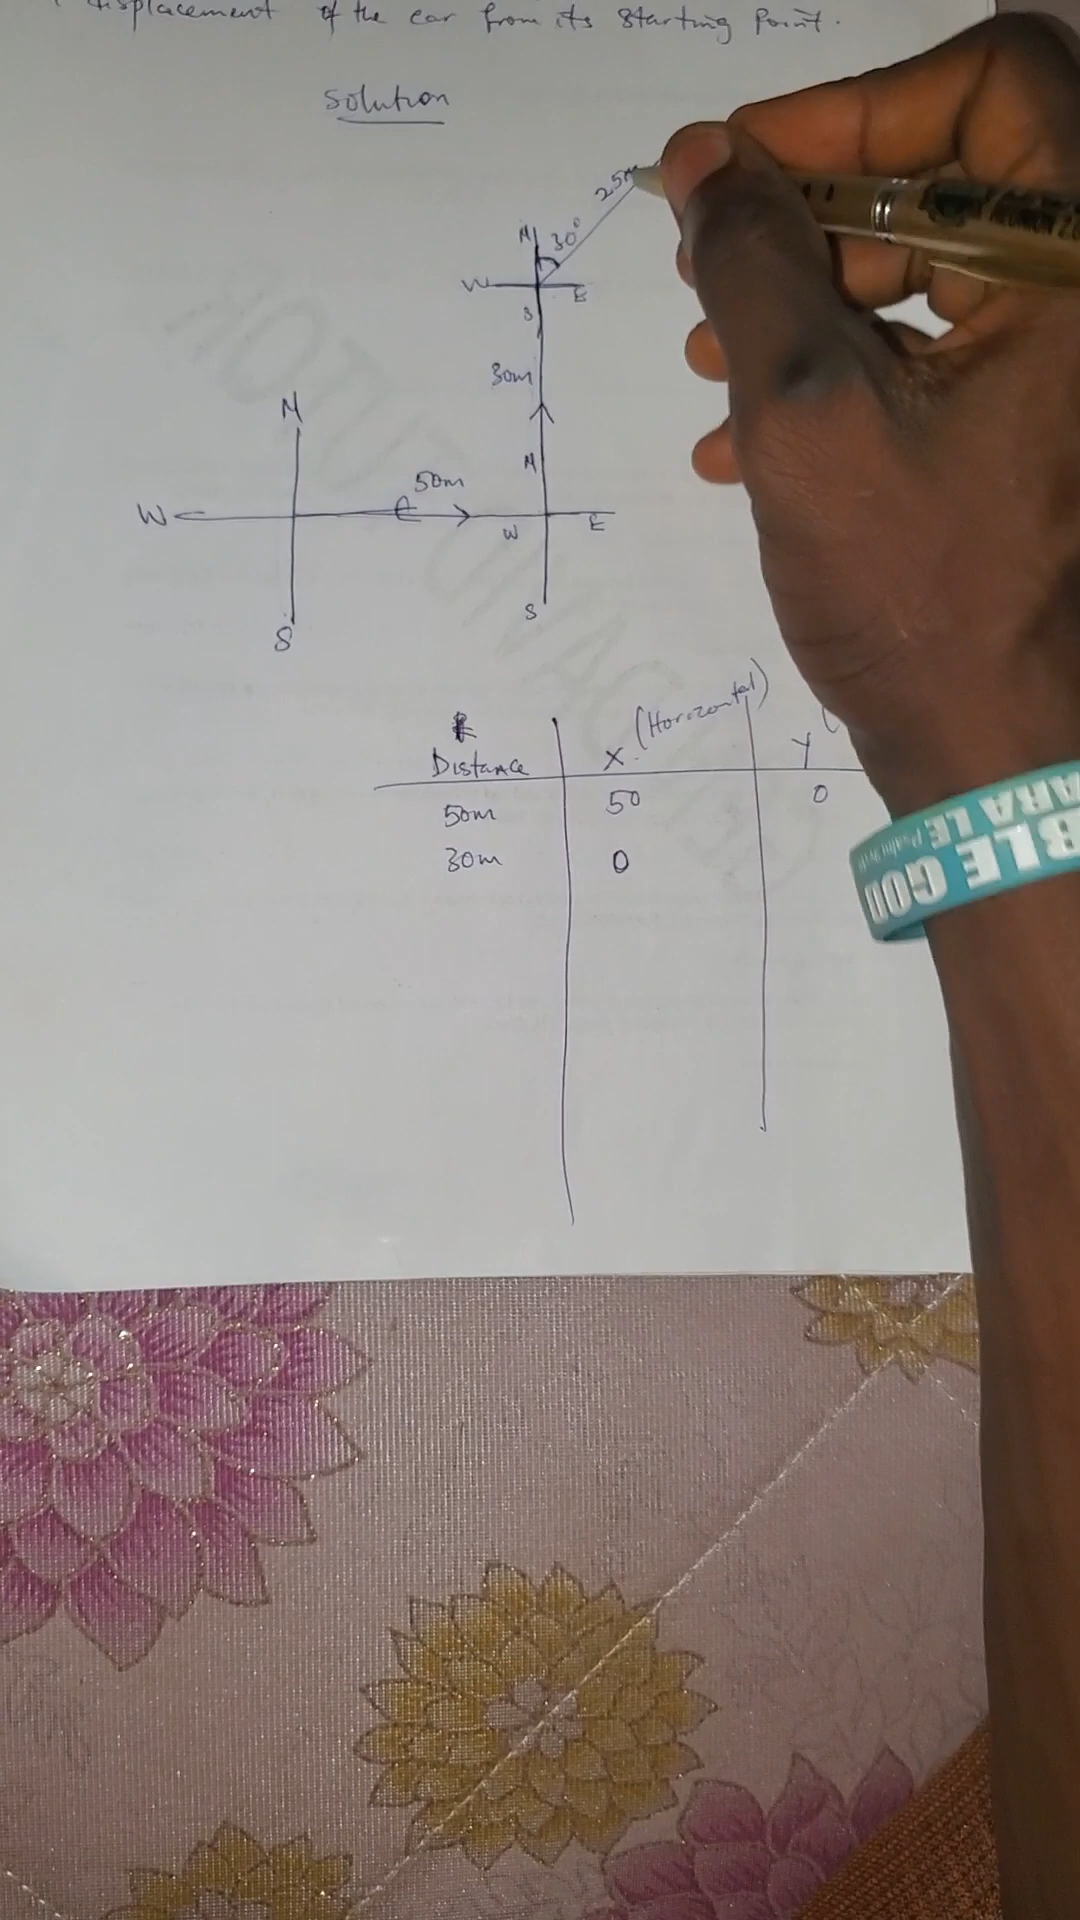 displacement of the car from its starting point.
Solution
25m
N 30°
W E
S
30m
N
50m
N
W
W E
S
S
X (Horizontal) Y (
Distance
50m 50 0
30m 0